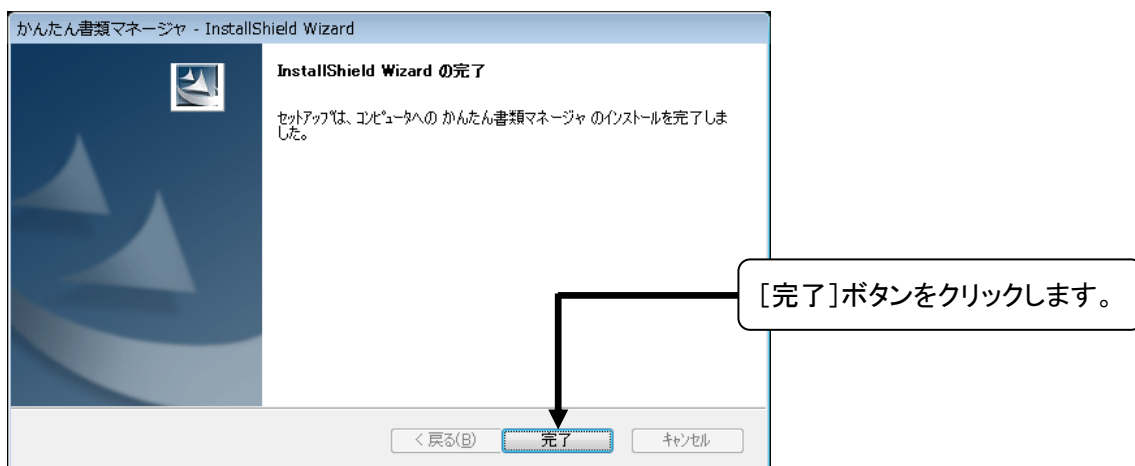 かんたん書類マネージャ - InstallShield Wizard
InstallShield Wizard の完了
セットアップは、コンピュータへの かんたん書類マネージャ のインストールを完了しま
した。
[完了]ボタンをクリックします。
< 戻る(B)
完了
キャンセル